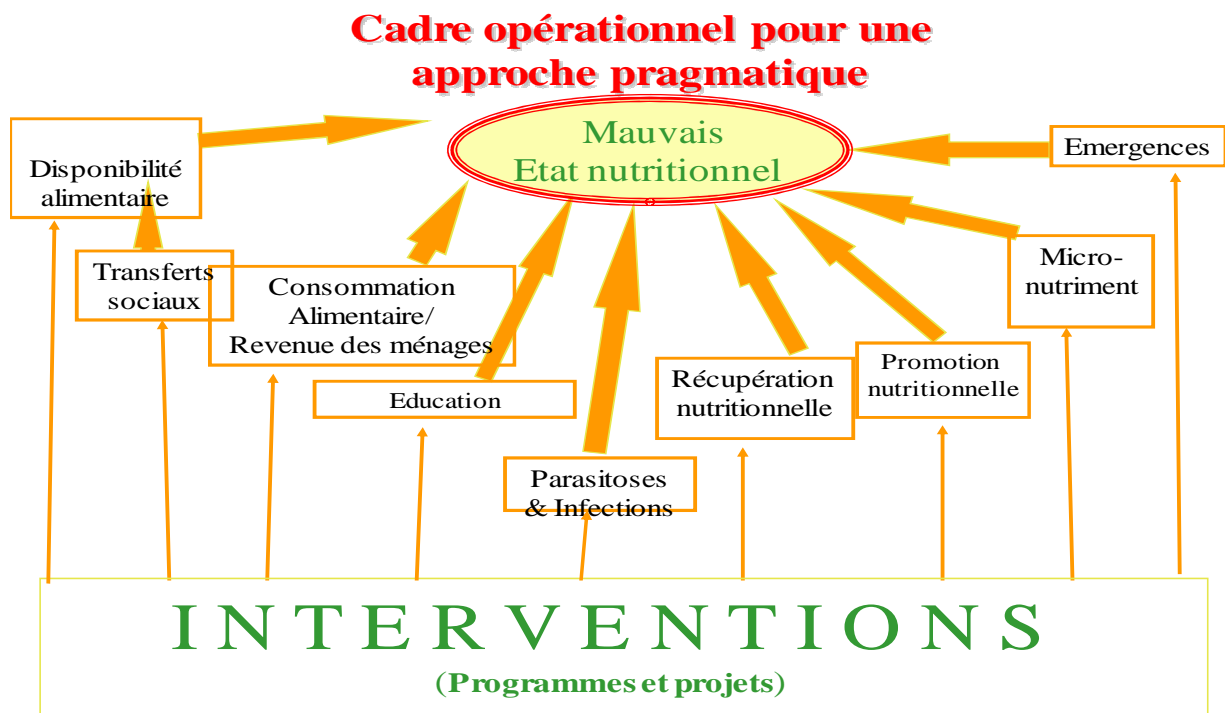 Cadre opérationnel pour une
approche pragmatique
Mauvais
Etat nutritionnel
Disponibilité
alimentaire
Emergences
Transferts
sociaux
Consommation
Alimentaire/
Revenue des ménages
Micro-
nutriment
Education
Récupération
nutritionnelle
Promotion
nutritionnelle
Parasitoses
& Infections
INTERVENTIONS
(Programmes et projets)